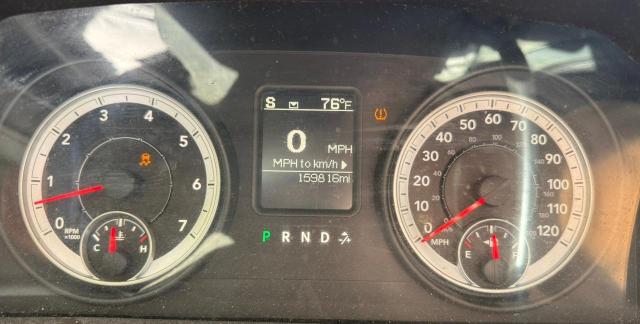 S 76°F
0 MPH
MPH to km/h
159816mi
P R N D
0 1 2 3 4 5 6 7
RPM
x1000
C H
0 10 20 30 40 50 60 70 80 90 100 110 120
MPH
E F